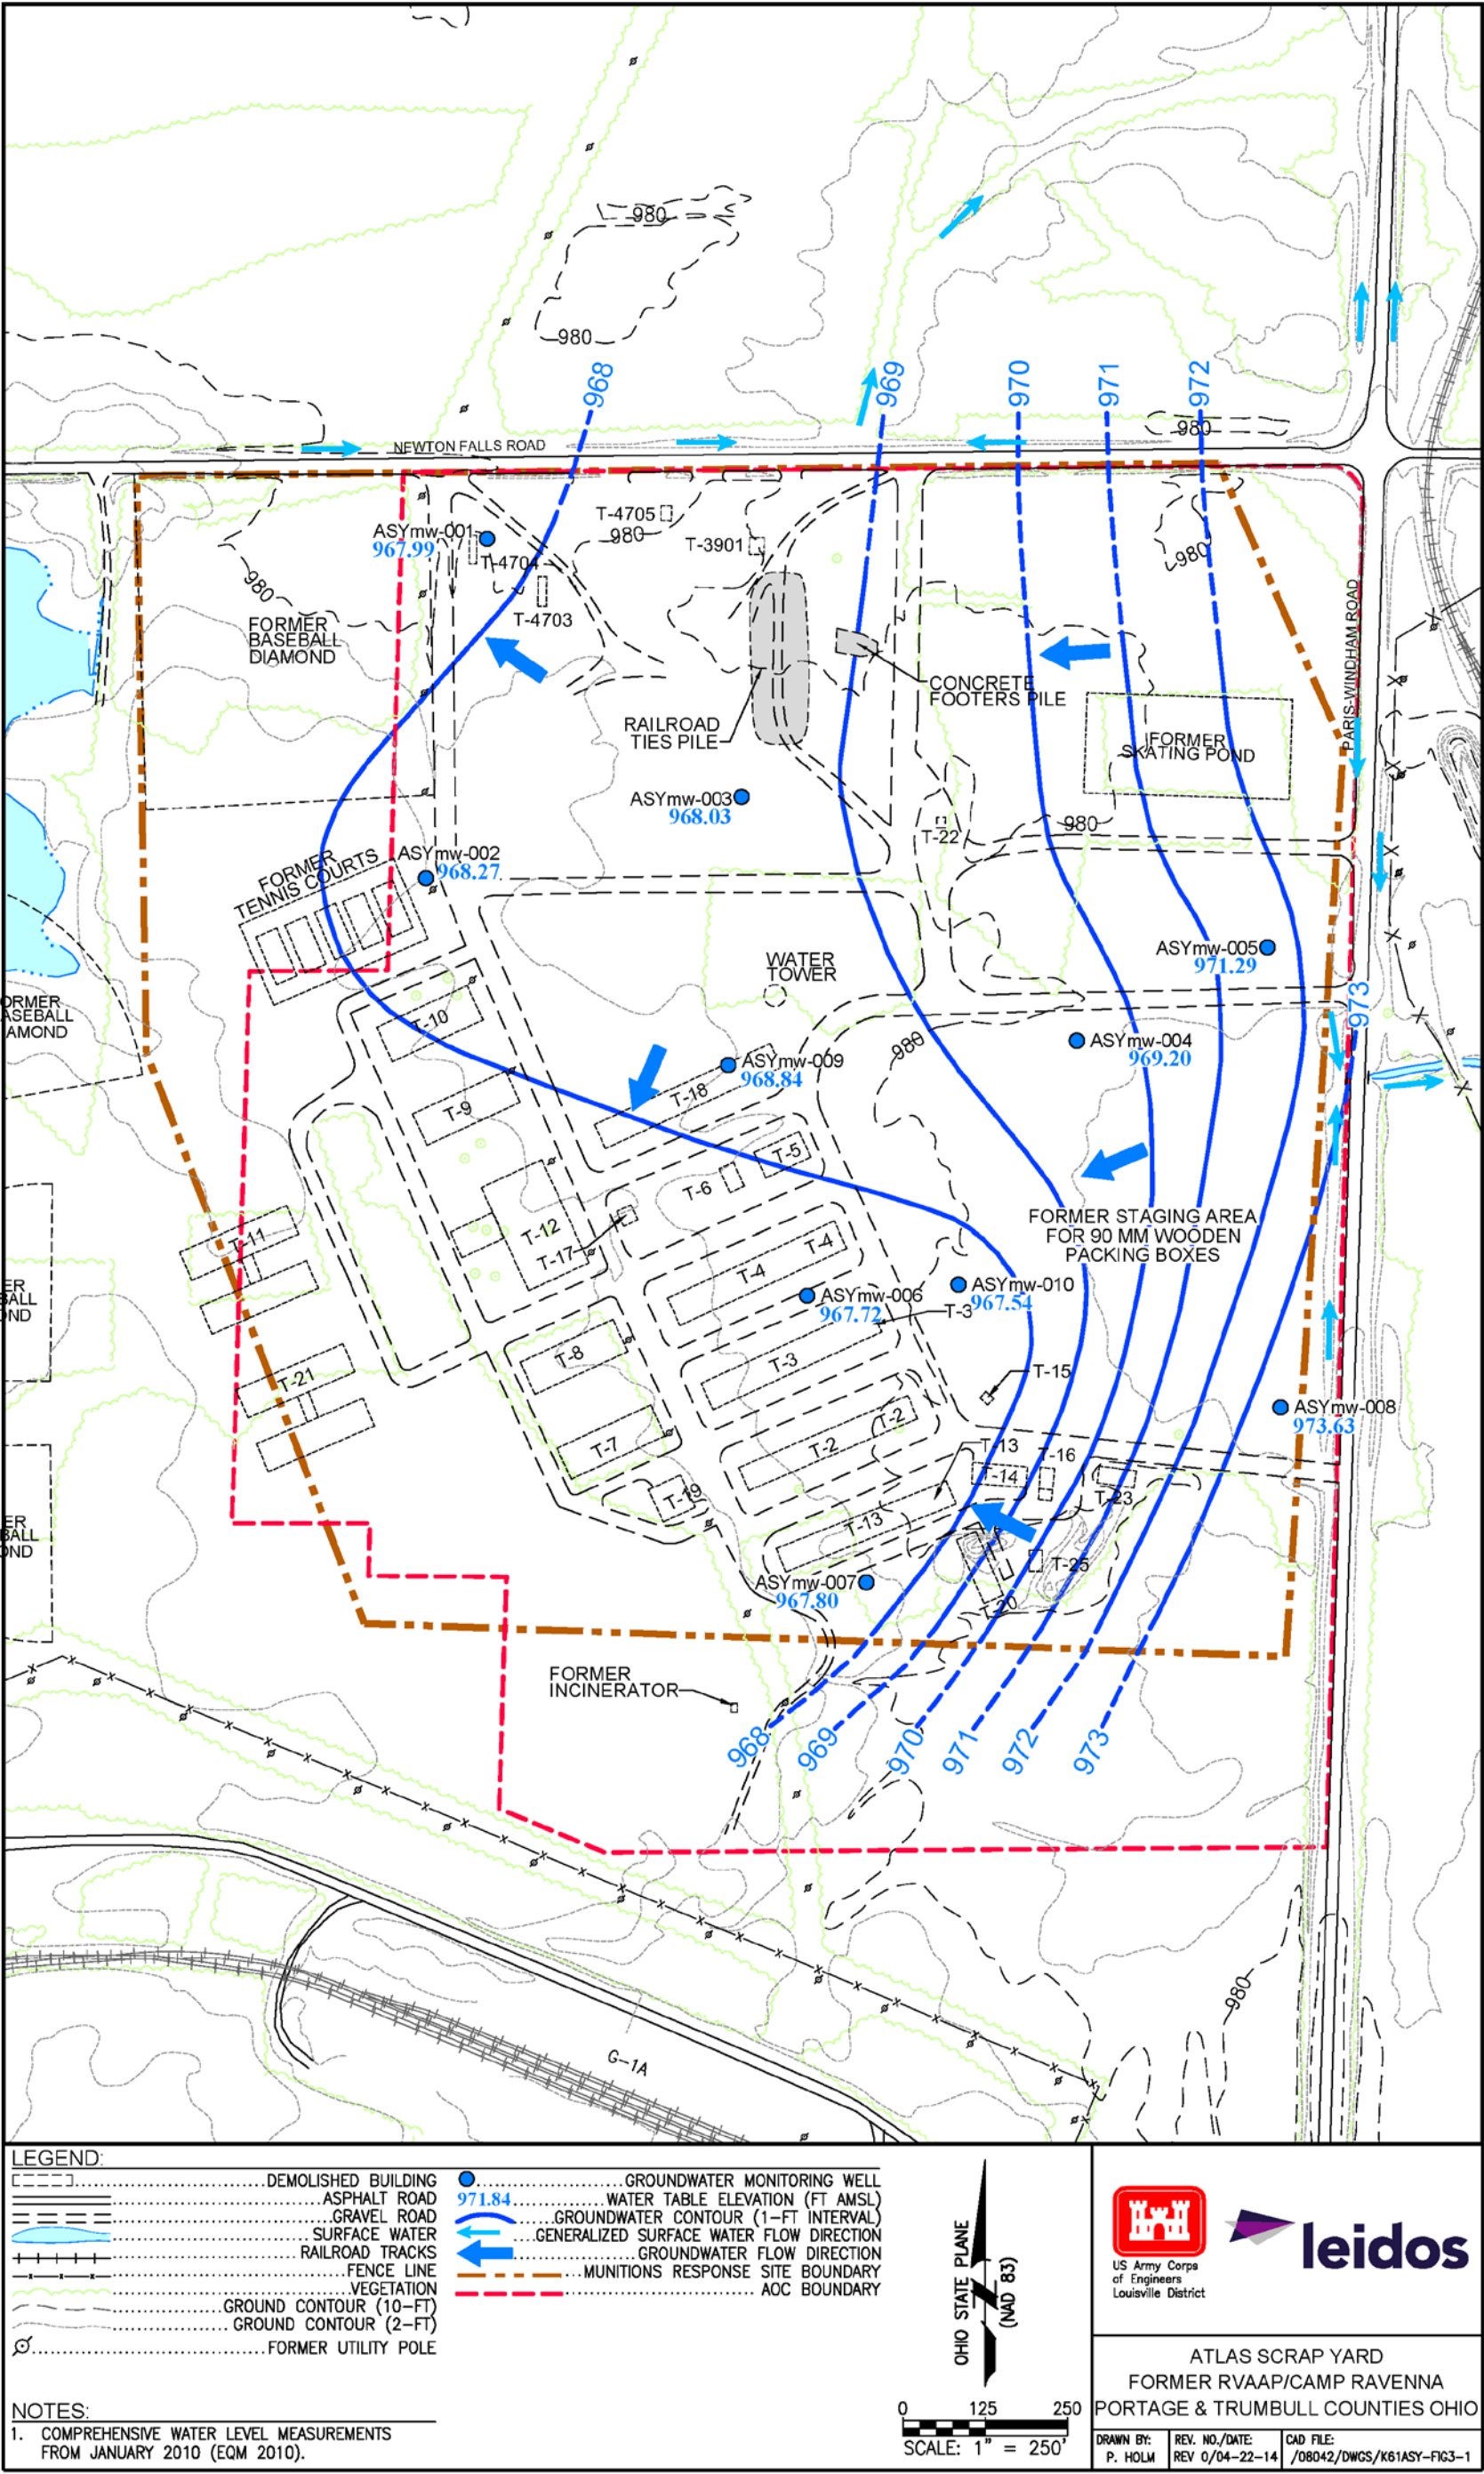 980
980
968
969
970
971
972
980
NEWTON FALLS ROAD
ASYmw-001
967.99
T-4705
980
T-3901
T-4704
T-4703
980
980
FORMER
BASEBALL
DIAMOND
PARIS-WINDHAM ROAD
CONCRETE
FOOTERS PILE
RAILROAD
TIES PILE
FORMER
SKATING POND
ASYmw-003
968.03
T-22
980
ASYmw-002
968.27
FORMER
TENNIS COURTS
ASYmw-005
971.29
WATER
TOWER
ORMER
ASEBALL
AMOND
T-10
980
ASYmw-004
969.20
973
ASYmw-009
968.84
T-18
T-9
T-5
T-6
T-12
T-17
T-4
T-4
T-11
FORMER STAGING AREA
FOR 90 MM WOODEN
PACKING BOXES
ER
BALL
OND
ASYmw-006
967.72
ASYmw-010
967.54
T-3
T-3
T-8
T-21
T-15
ASYmw-008
973.63
T-2
T-2
T-7
T-13
T-16
T-14
T-19
T-23
T-13
ER
BALL
OND
T-25
ASYmw-007
967.80
T-20
FORMER
INCINERATOR
968
969
970
971
972
973
980
G-1A
LEGEND:
DEMOLISHED BUILDING
ASPHALT ROAD
GRAVEL ROAD
SURFACE WATER
RAILROAD TRACKS
FENCE LINE
VEGETATION
GROUND CONTOUR (10-FT)
GROUND CONTOUR (2-FT)
FORMER UTILITY POLE
GROUNDWATER MONITORING WELL
971.84 WATER TABLE ELEVATION (FT AMSL)
GROUNDWATER CONTOUR (1-FT INTERVAL)
GENERALIZED SURFACE WATER FLOW DIRECTION
GROUNDWATER FLOW DIRECTION
MUNITIONS RESPONSE SITE BOUNDARY
AOC BOUNDARY
NOTES:
1. COMPREHENSIVE WATER LEVEL MEASUREMENTS
FROM JANUARY 2010 (EQM 2010).
OHIO STATE PLANE
(NAD 83)
0 125 250
SCALE: 1" = 250'
US Army Corps
of Engineers
Louisville District
leidos
ATLAS SCRAP YARD
FORMER RVAAP/CAMP RAVENNA
PORTAGE & TRUMBULL COUNTIES OHIO
DRAWN BY:
P. HOLM
REV. NO./DATE:
REV 0/04-22-14
CAD FILE:
/08042/DWGS/K61ASY-FIG3-1